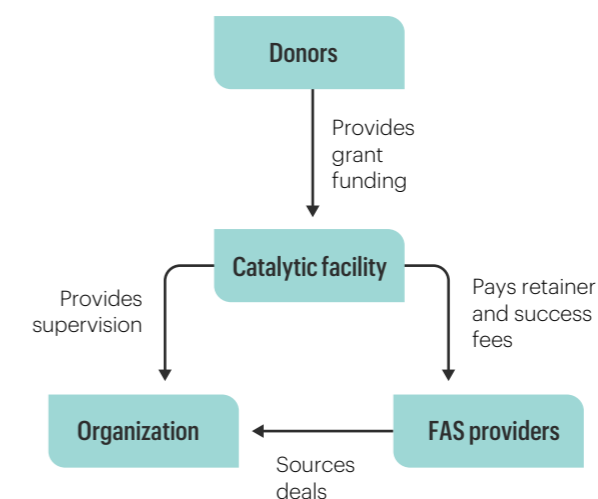 Donors
Provides
grant
funding
Catalytic facility
Provides
supervision
Pays retainer
and success
fees
Organization
FAS providers
Sources
deals